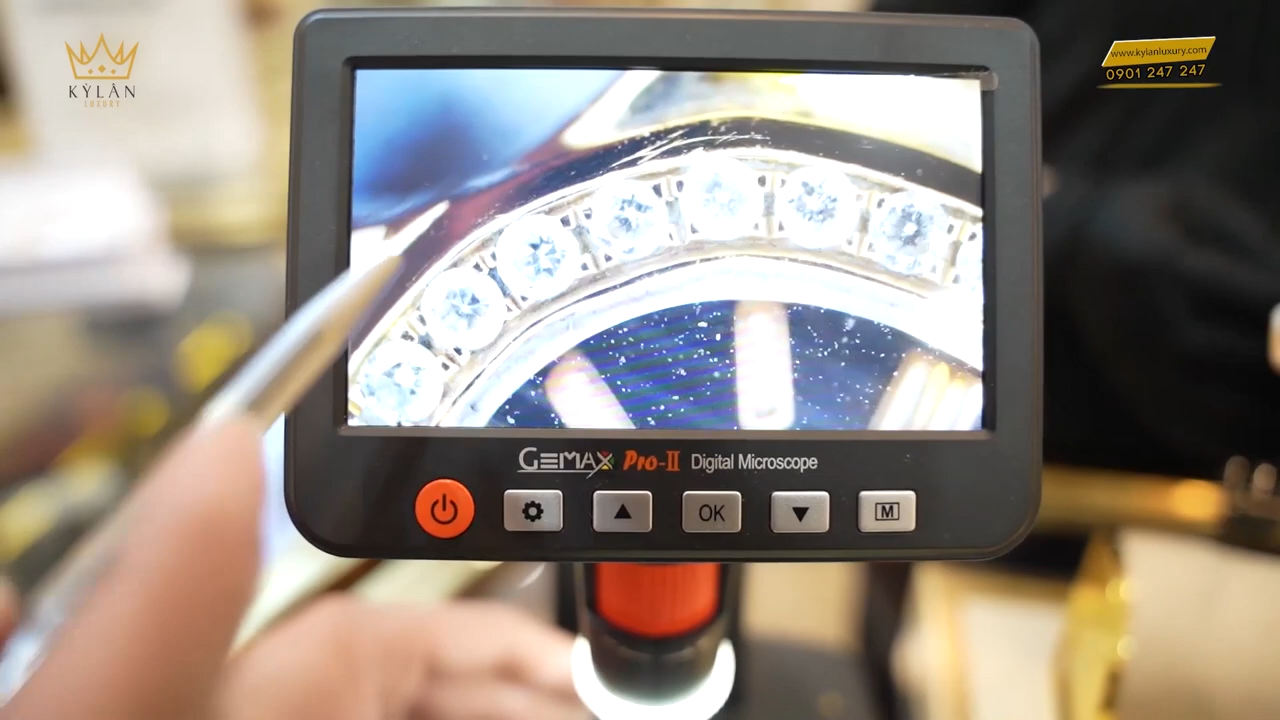 KỲLÂN
LUXURY
www.kylanluxury.com
0901 247 247
GEMAX Pro-II Digital Microscope
OK
M